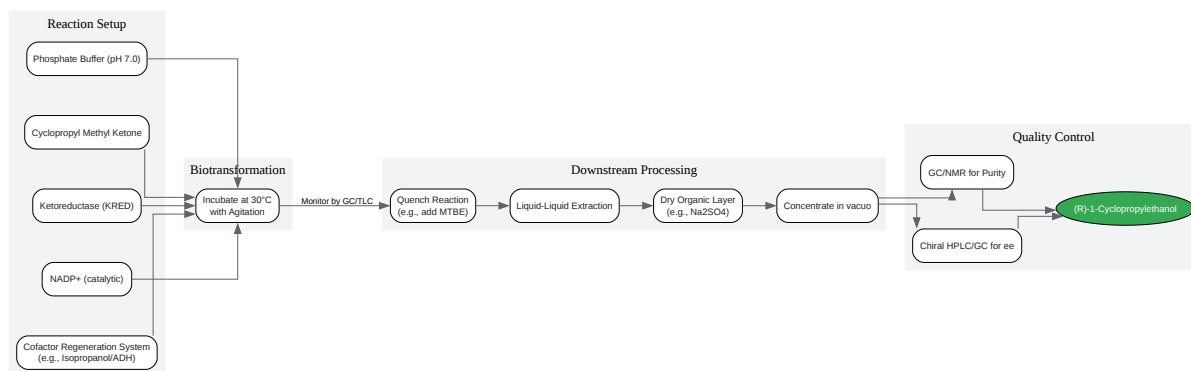 Reaction Setup
Phosphate Buffer (pH 7.0)
Cyclopropyl Methyl Ketone
Ketoreductase (KRED)
NADP+ (catalytic)
Cofactor Regeneration System
(e.g., Isopropanol/ADH)
Biotransformation
Incubate at 30°C
with Agitation
Monitor by GC/TLC
Downstream Processing
Quench Reaction
(e.g., add MTBE)
Liquid-Liquid Extraction
Dry Organic Layer
(e.g., Na2SO4)
Concentrate in vacuo
Quality Control
GC/NMR for Purity
Chiral HPLC/GC for ee
(R)-1-Cyclopropylethanol